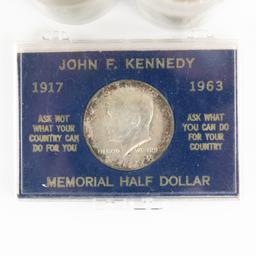 JOHN F. KENNEDY
1917 1963
ASK NOT
WHAT YOUR
COUNTRY CAN
DO FOR YOU
ASK WHAT
YOU CAN DO
FOR YOUR
COUNTRY
MEMORIAL HALF DOLLAR